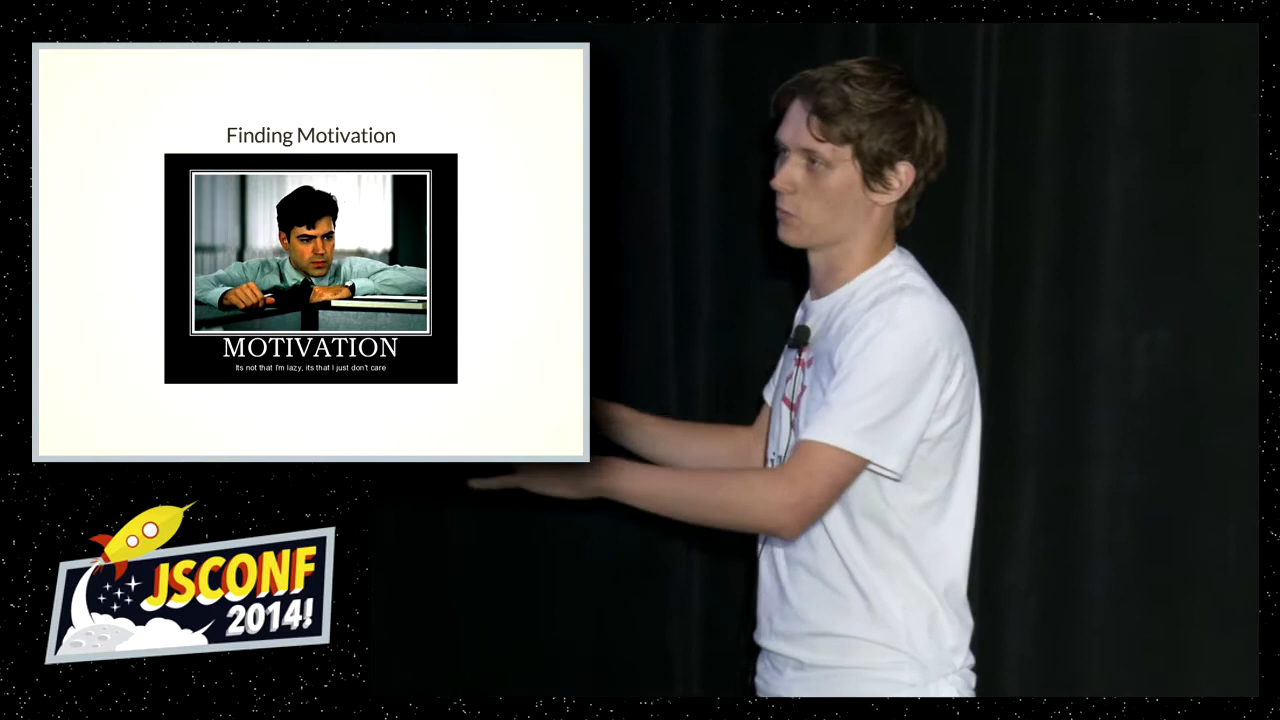 Finding Motivation
MOTIVATION
Its not that I'm lazy, its that I just don't care
JSCONF
2014!